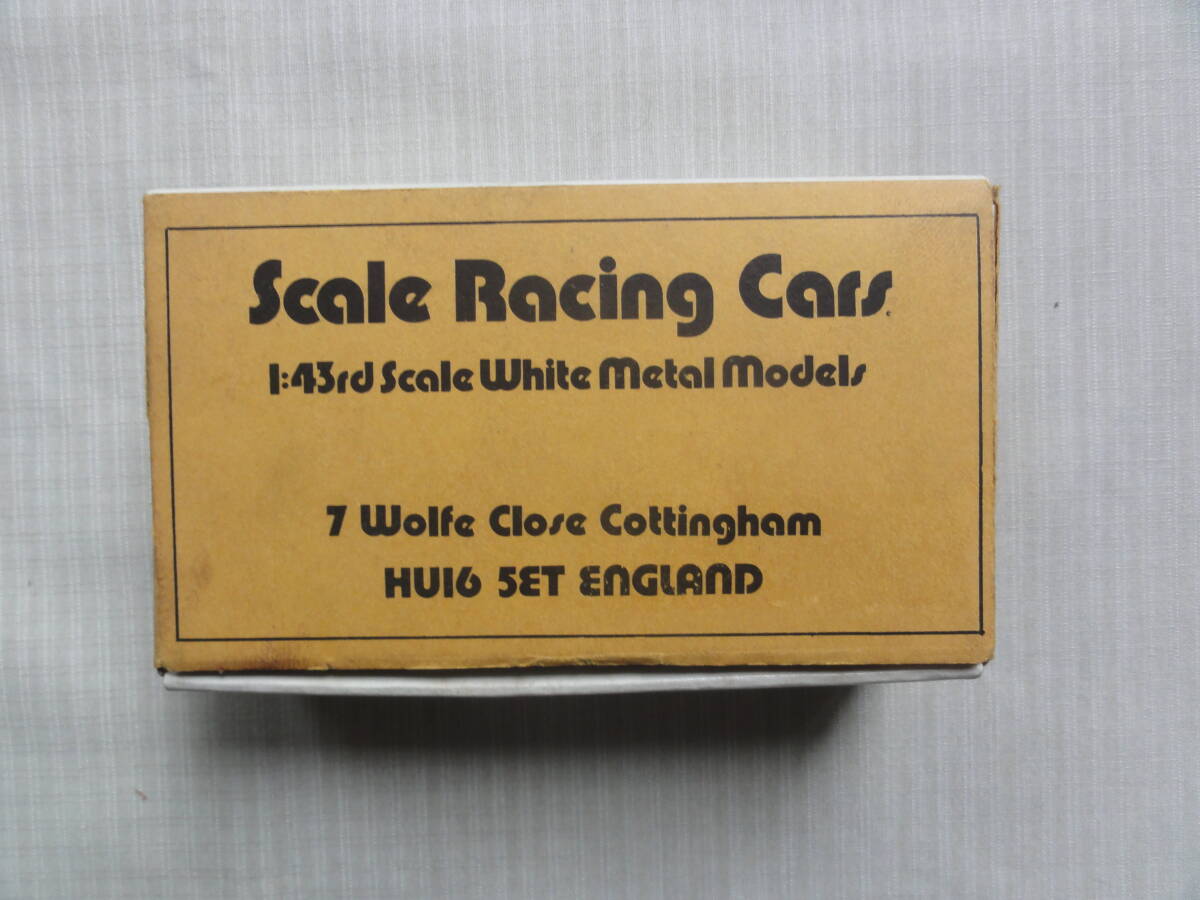 Scale Racing Cars.
1:43rd Scale White Metal Models
7 Wolfe Close Cottingham
HU16 5ET ENGLAND